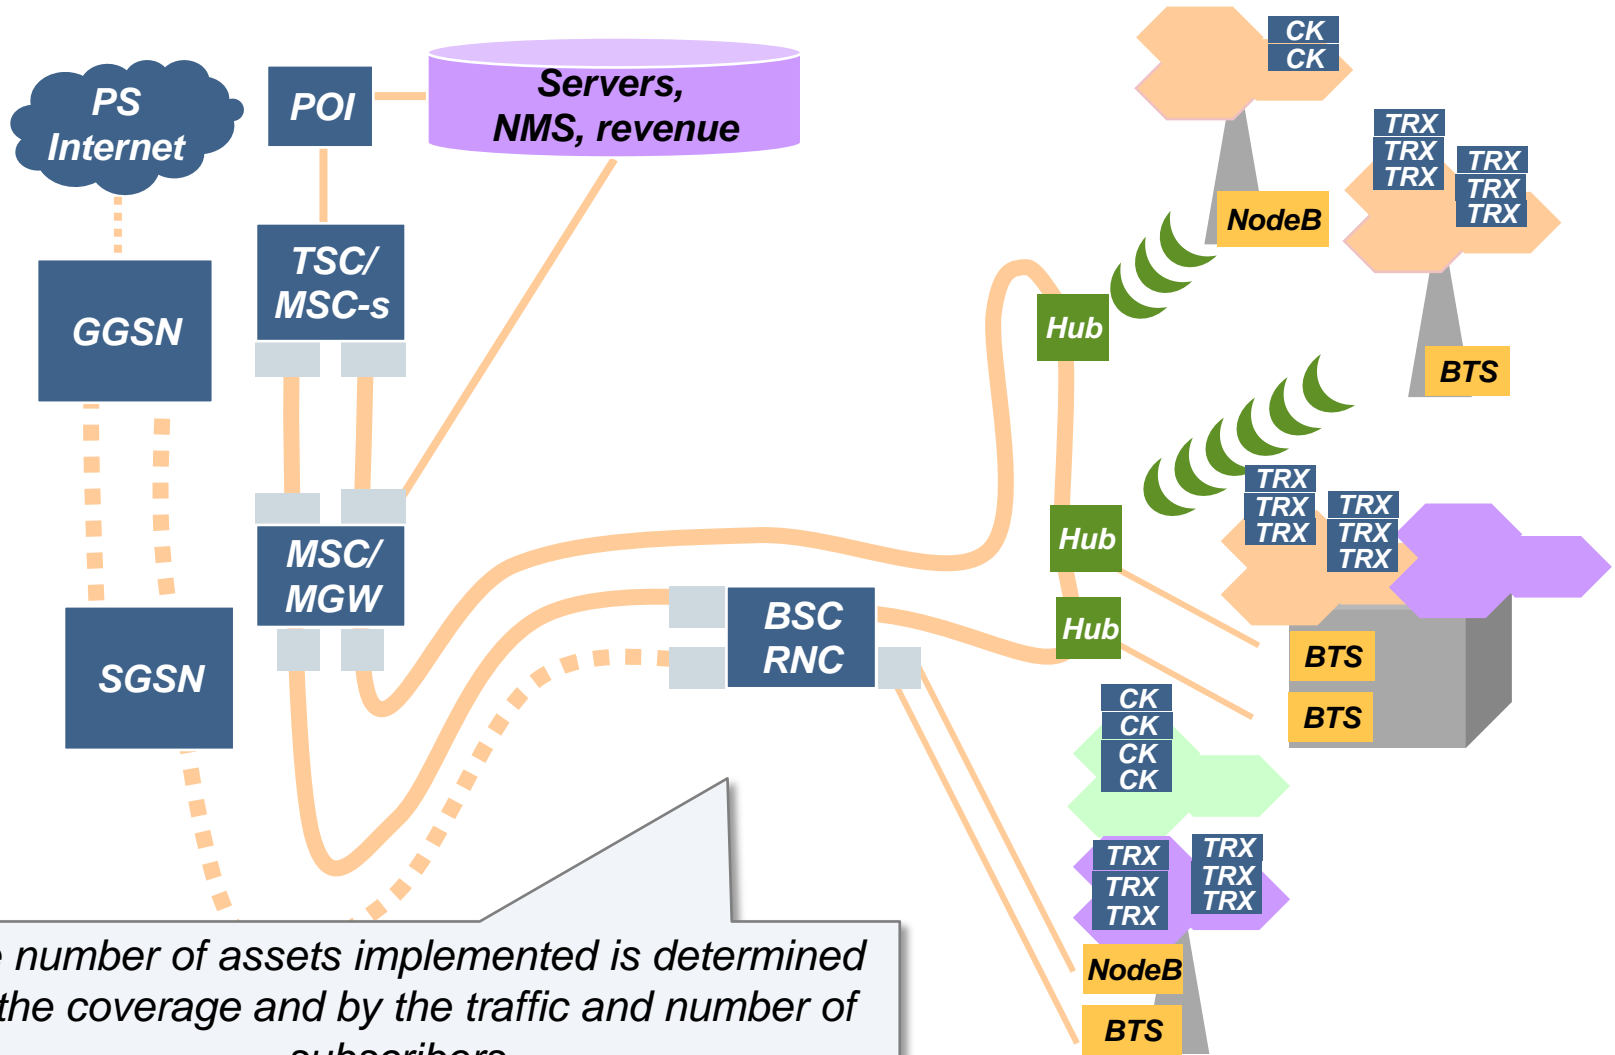 PS
Internet
POI
Servers,
NMS, revenue
CK
CK
TRX
TRX
TRX
TRX
TRX
TRX
NodeB
BTS
TSC/
MSC-s
GGSN
Hub
TRX
TRX
TRX
TRX
TRX
TRX
Hub
MSC/
MGW
BSC
RNC
Hub
SGSN
BTS
BTS
CK
CK
CK
CK
TRX
TRX
TRX
TRX
TRX
TRX
NodeB
BTS
number of assets implemented is determined
the coverage and by the traffic and number of
subscribers